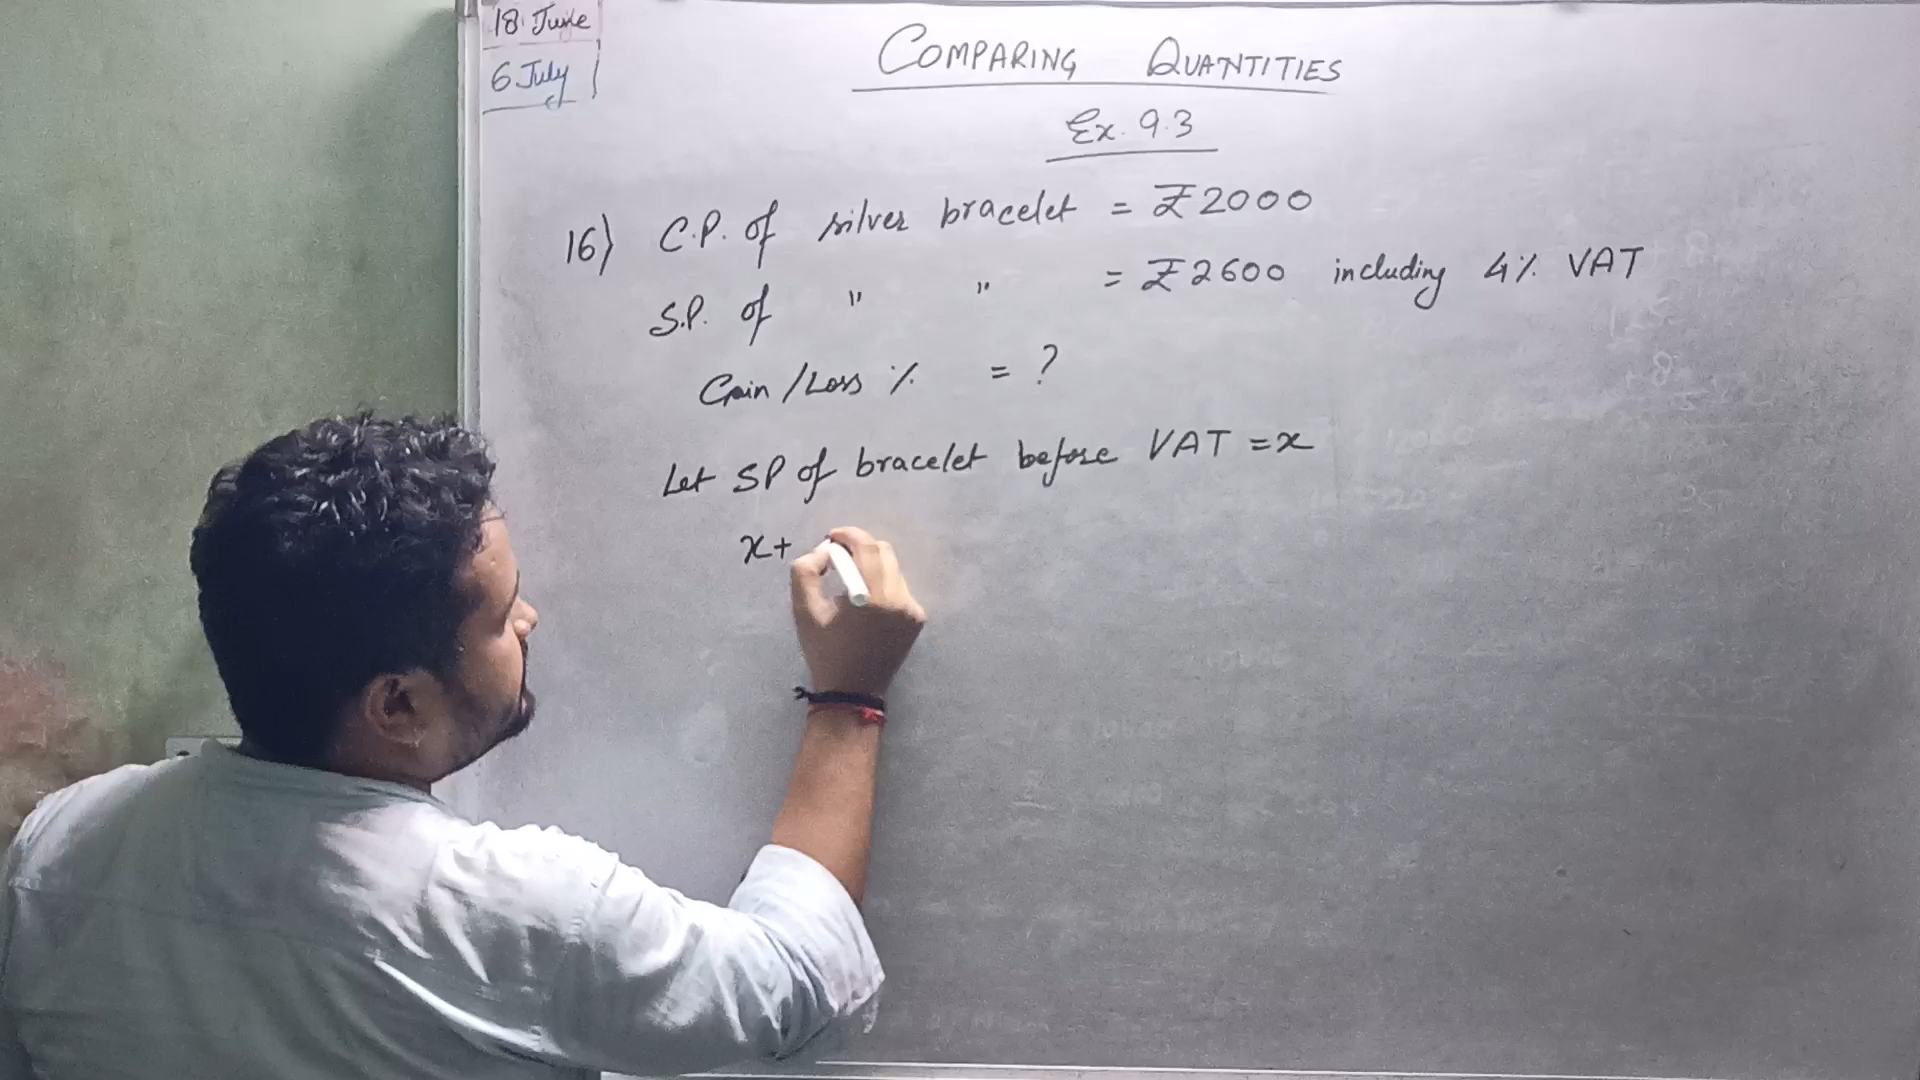 18 June
6 July
COMPARING QUANTITIES
Ex. 9.3
16) C.P. of silver bracelet = ₹2000
S.P. of " " = ₹2600 including 4% VAT
Gain/Loss % = ?
Let SP of bracelet before VAT = x
x+